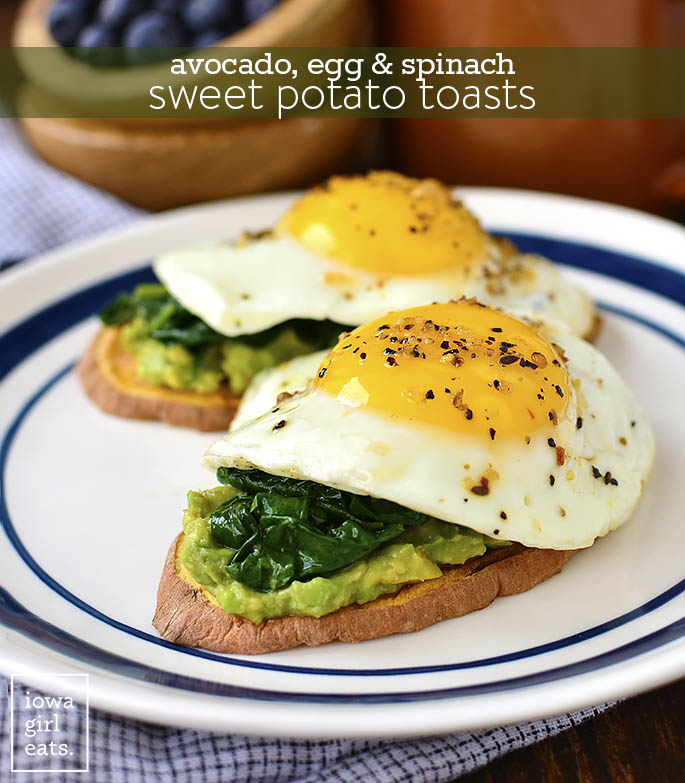 avocado, egg & spinach
sweet potato toasts
iowa
girl
eats.